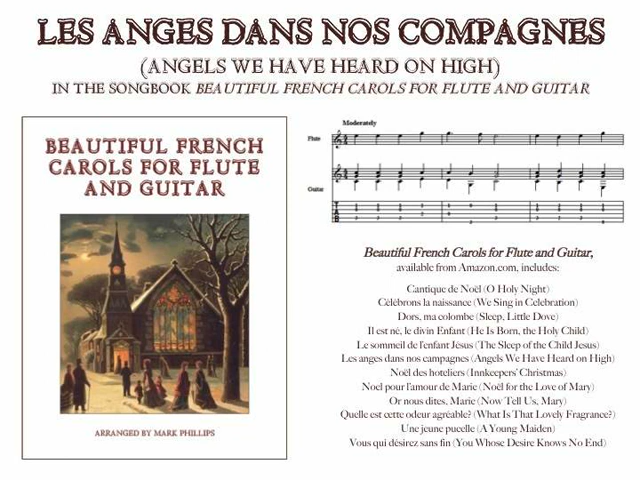 LES ANGES DANS NOS COMPAGNES
(ANGELS WE HAVE HEARD ON HIGH)
IN THE SONGBOOK BEAUTIFUL FRENCH CAROLS FOR FLUTE AND GUITAR
BEAUTIFUL FRENCH
CAROLS FOR FLUTE
AND GUITAR
ARRANGED BY MARK PHILLIPS
Moderately
Flute
Guitar
Beautiful French Carols for Flute and Guitar,
available from Amazon.com, includes:
Cantique de Noël (O Holy Night)
Célébrons la naissance (We Sing in Celebration)
Dors, ma colombe (Sleep, Little Dove)
Il est né, le divin Enfant (He Is Born, the Holy Child)
Le sommeil de l'enfant Jésus (The Sleep of the Child Jesus)
Les anges dans nos campagnes (Angels We Have Heard on High)
Noël des hoteliers (Innkeepers' Christmas)
Noël pour l'amour de Marie (Noël for the Love of Mary)
Or nous dites, Marie (Now Tell Us, Mary)
Quelle est cette odeur agréable? (What Is That Lovely Fragrance?)
Une jeune pucelle (A Young Maiden)
Vous qui désirez sans fin (You Whose Desire Knows No End)